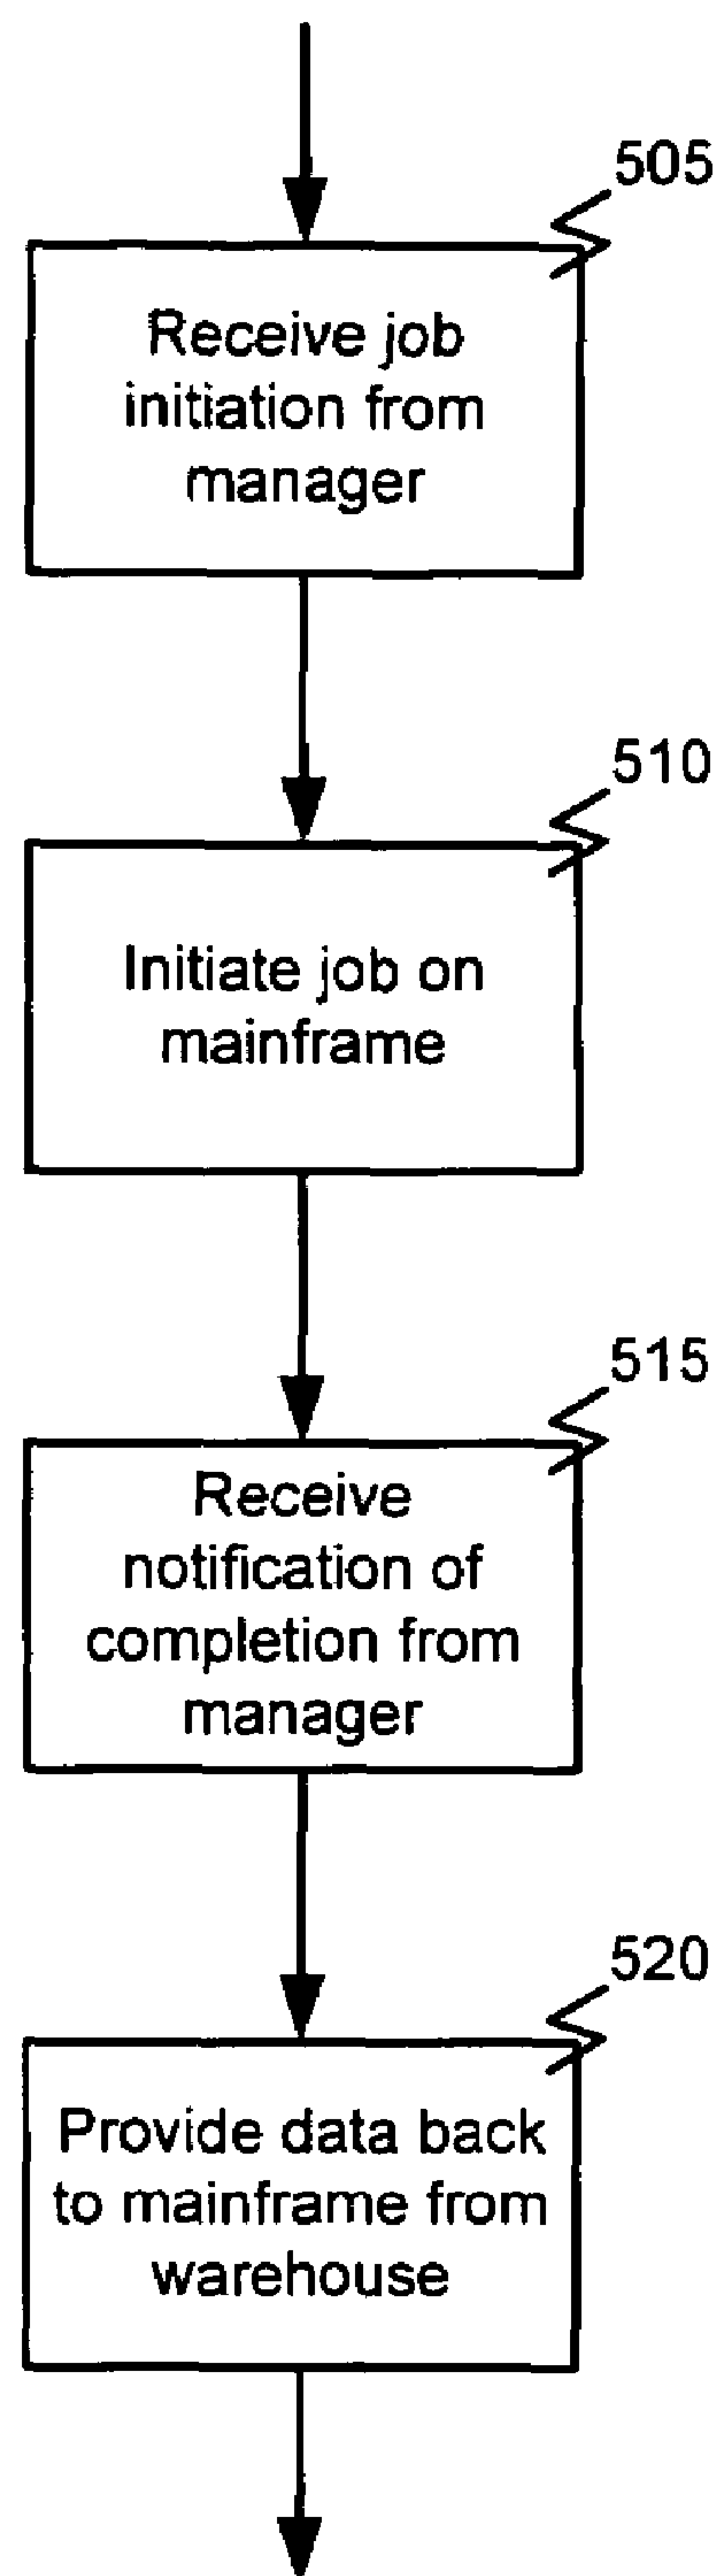 505
Receive job
initiation from
manager
510
Initiate job on
mainframe
515
Receive
notification of
completion from
manager
520
Provide data back
to mainframe from
warehouse